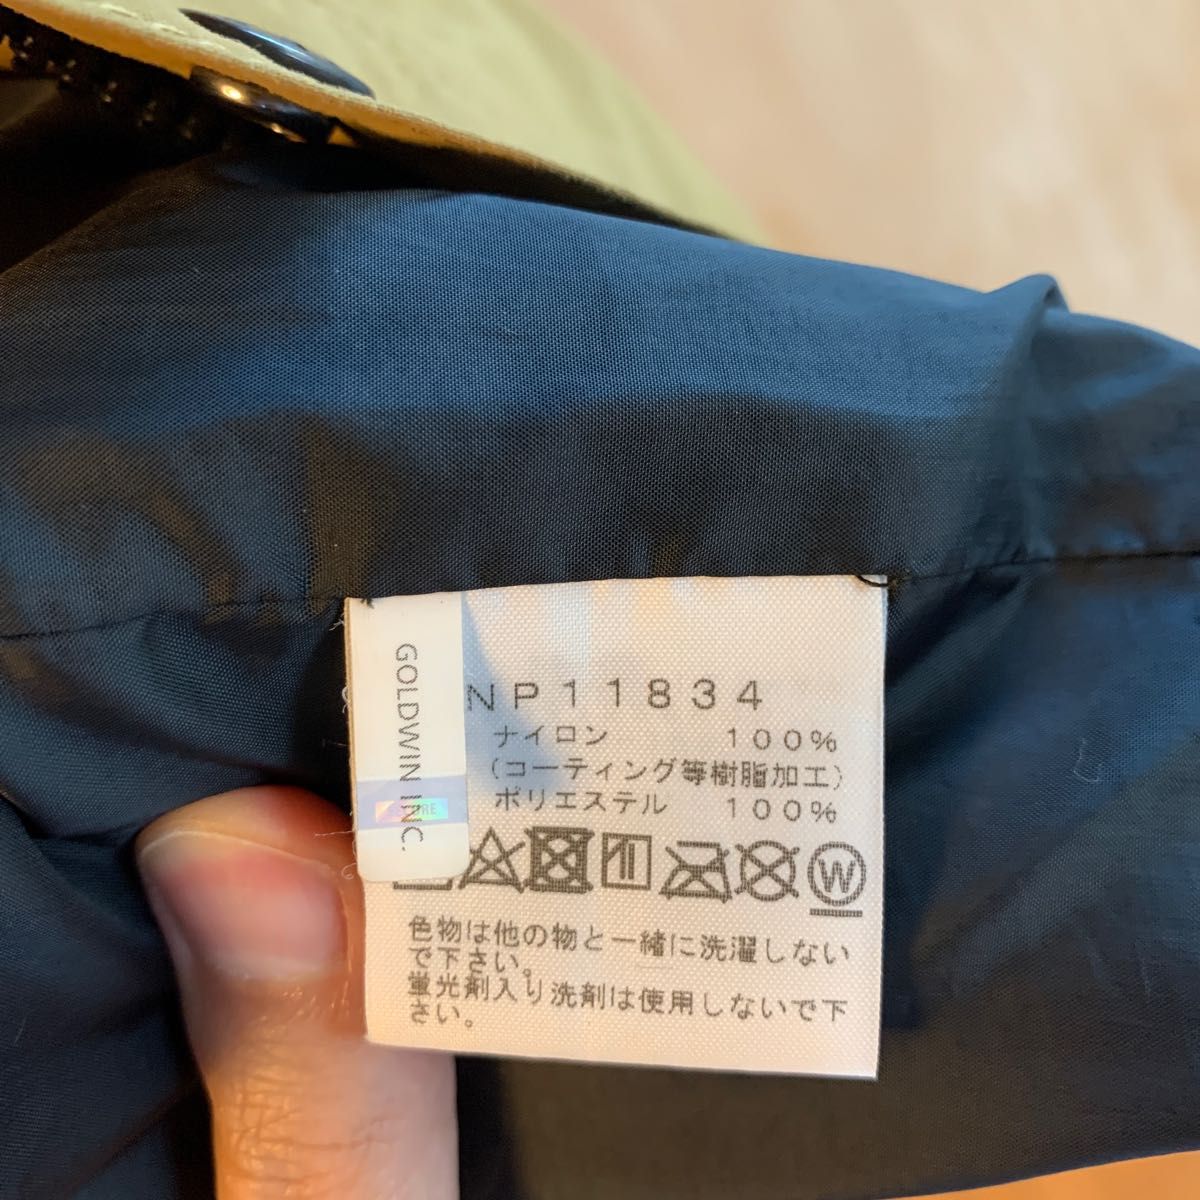 GOLDWIN INC.
NP11834
ナイロン 100%
(コーティング等樹脂加工)
ポリエステル 100%
W
色物は他の物と一緒に洗濯しない
で下さい。
蛍光剤入り洗剤は使用しないで下
さい。